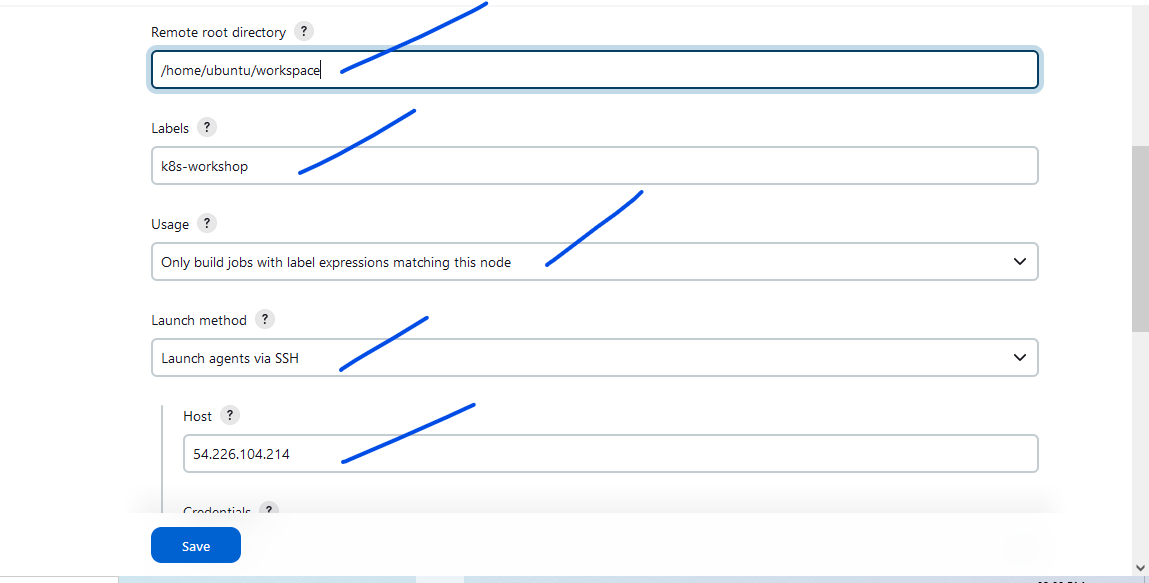 Remote root directory ?
/home/ubuntu/workspace
Labels ?
k8s-workshop
Usage ?
Only build jobs with label expressions matching this node
Launch method ?
Launch agents via SSH
Host ?
54.226.104.214
Credentials ?
Save